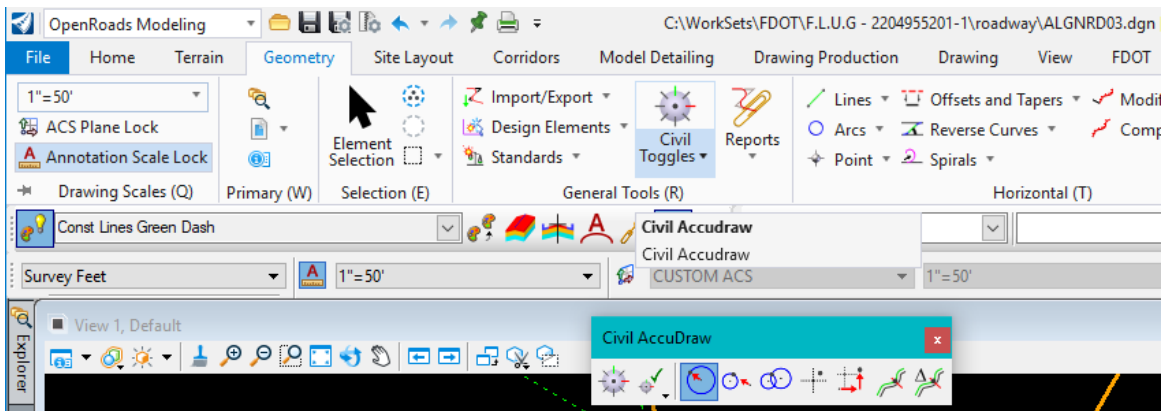 OpenRoads Modeling
C:\WorkSets\FDOT\F.L.U.G - 2204955201-1\roadway\ALGNRD03.dgn
File Home Terrain Geometry Site Layout Corridors Model Detailing Drawing Production Drawing View FDOT
1"=50'
ACS Plane Lock
Annotation Scale Lock
Drawing Scales (Q)
Primary (W)
Element
Selection
Selection (E)
Import/Export
Design Elements
Standards
Civil
Toggles
Reports
General Tools (R)
Lines Offsets and Tapers Modif
Arcs Reverse Curves Comp
Point Spirals
Horizontal (T)
Const Lines Green Dash
Civil Accudraw
Civil Accudraw
Survey Feet
A 1"=50'
CUSTOM ACS
1"=50'
Explorer
View 1, Default
Civil AccuDraw
x